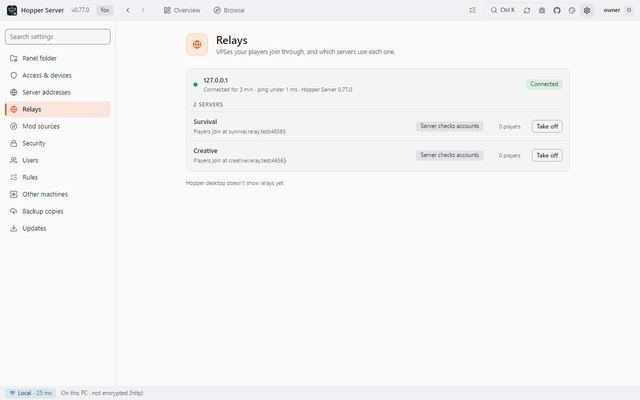 Hopper Server v0.77.0 fox Overview Browse Ctrl K owner O
Search settings
Panel folder
Access & devices
Server addresses
Relays
Mod sources
Security
Users
Rules
Other machines
Backup copies
Updates
Relays
VPSes your players join through, and which servers use each one.
127.0.0.1
Connected for 3 min · ping under 1 ms · Hopper Server 0.77.0
Connected
2 SERVERS
Survival
Players join at survival.relay.test:46565
Server checks accounts 0 players Take off
Creative
Players join at creative.relay.test:46565
Server checks accounts 0 players Take off
Hopper desktop doesn't show relays yet.
Local · 25 ms On this PC · not encrypted (http)